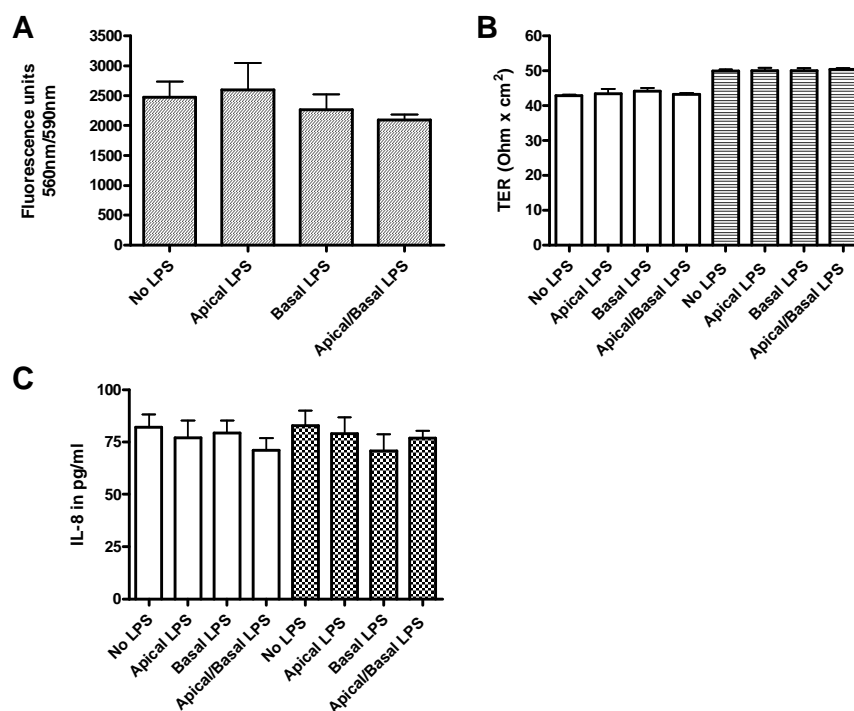 A
3500
3000
2500
2000
1500
1000
500
0
Fluorescence units
560nm/590nm
No LPS
Apical LPS
Basal LPS
Apical/Basal LPS
B
60
50
40
30
20
10
0
TER (Ohm x cm²)
No LPS
Apical LPS
Basal LPS
Apical/Basal LPS
No LPS
Apical LPS
Basal LPS
Apical/Basal LPS
C
100
75
50
25
0
IL-8 in pg/ml
No LPS
Apical LPS
Basal LPS
Apical/Basal LPS
No LPS
Apical LPS
Basal LPS
Apical/Basal LPS